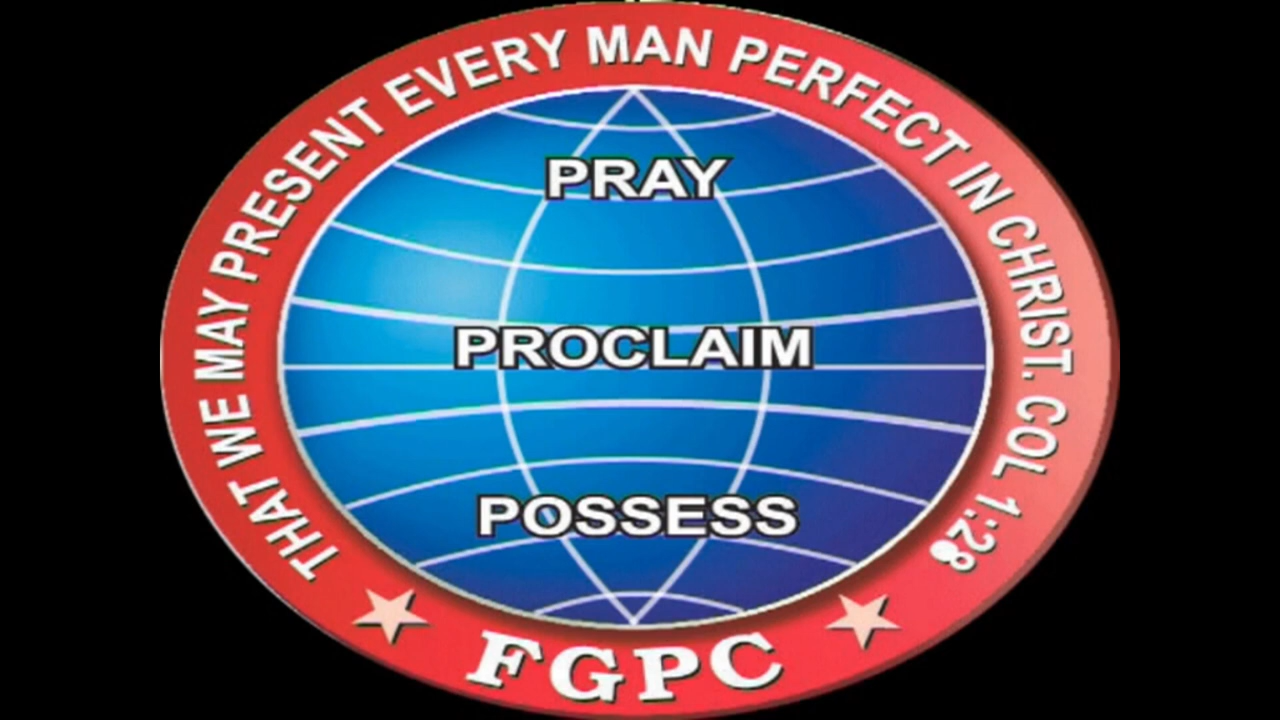 THAT WE MAY PRESENT EVERY MAN PERFECT IN CHRIST. COL 1:28
PRAY
PROCLAIM
POSSESS
FGPC